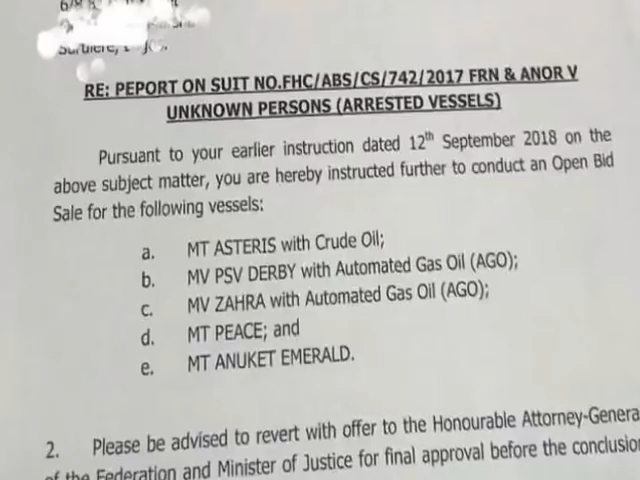 RE: PEPORT ON SUIT NO.FHC/ABS/CS/742/2017 FRN & ANOR V
UNKNOWN PERSONS (ARRESTED VESSELS)
Pursuant to your earlier instruction dated 12th September 2018 on the
above subject matter, you are hereby instructed further to conduct an Open Bid
Sale for the following vessels:
a. MT ASTERIS with Crude Oil;
b. MV PSV DERBY with Automated Gas Oil (AGO);
c. MV ZAHRA with Automated Gas Oil (AGO);
d. MT PEACE; and
e. MT ANUKET EMERALD.
2. Please be advised to revert with offer to the Honourable Attorney-Genera
of the Federation and Minister of Justice for final approval before the conclusion